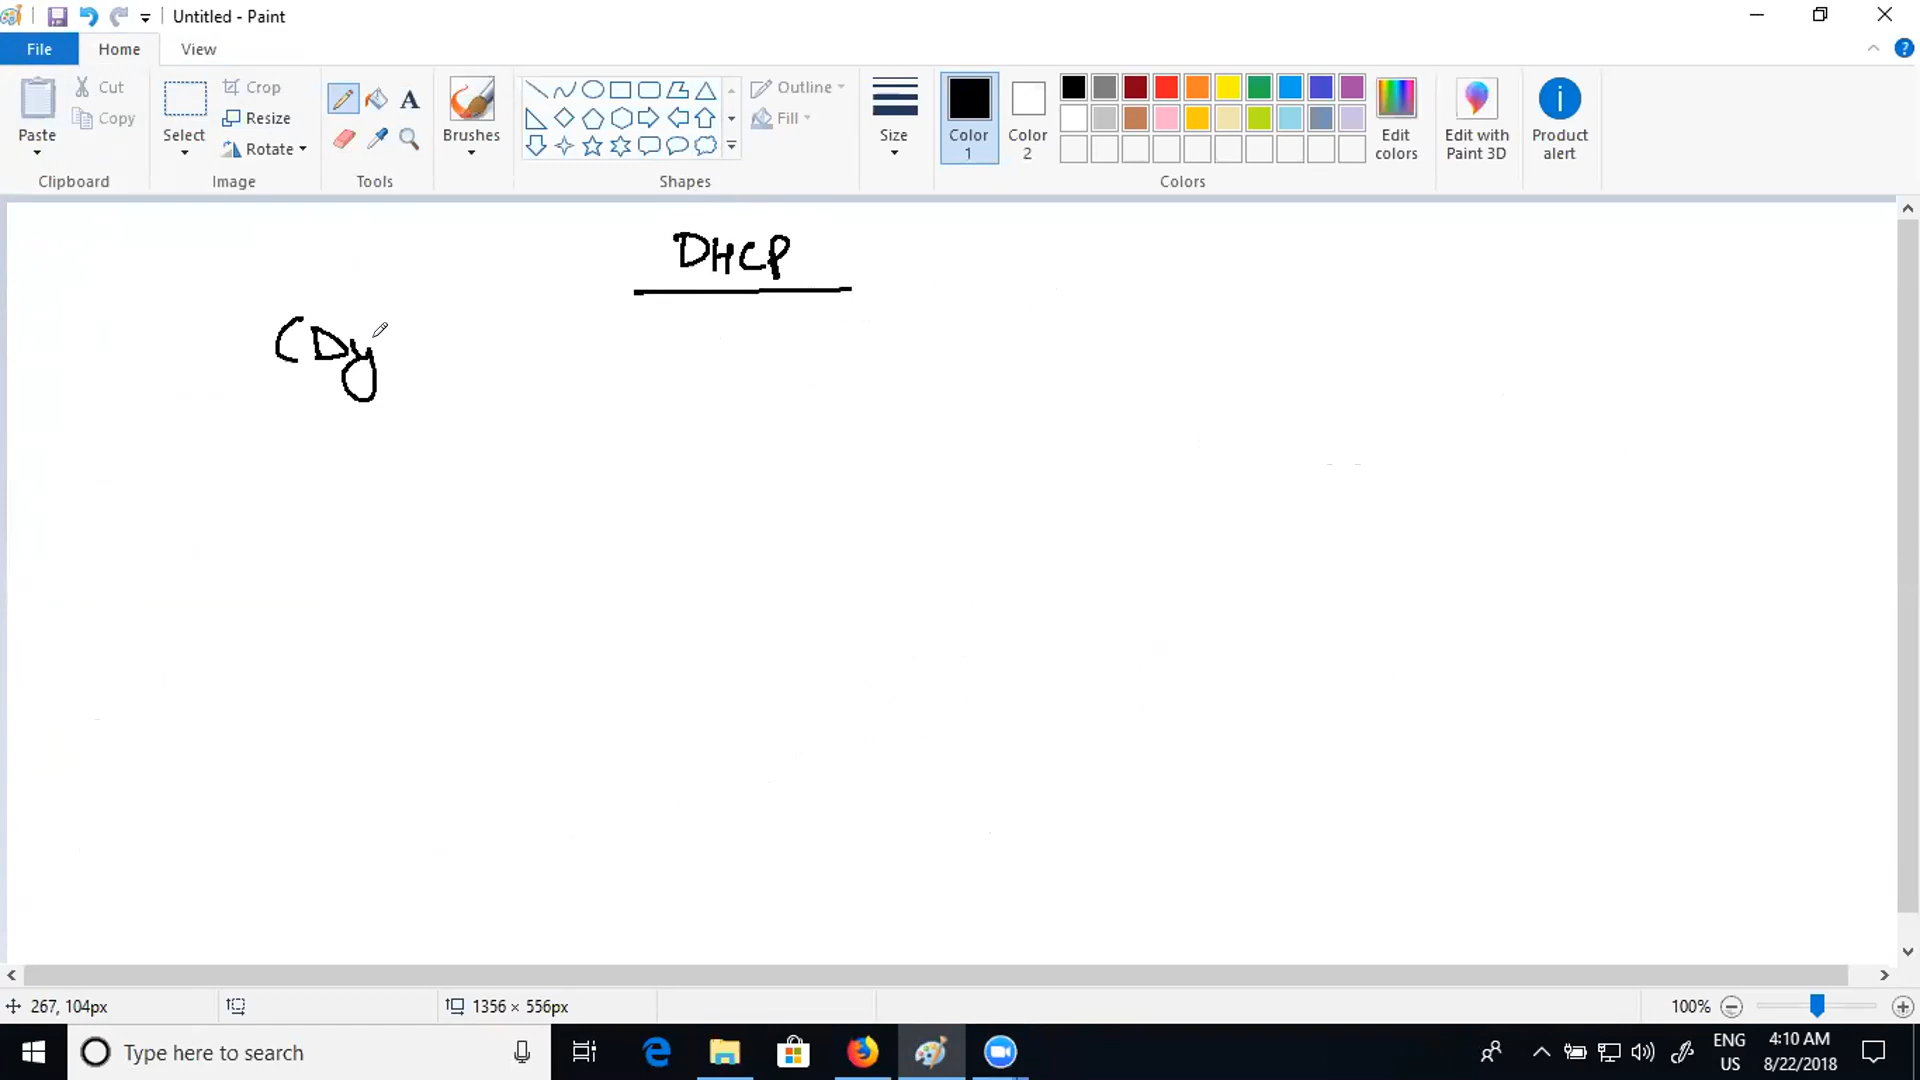 Untitled - Paint
File Home View
Paste
Cut
Copy
Clipboard
Select
Crop
Resize
Rotate
Image
Tools
Brushes
Shapes
Outline
Fill
Size
Color 1
Color 2
Edit colors
Colors
Edit with Paint 3D
Product alert
DHCP
(Dy
267, 104px
1356 × 556px
100%
Type here to search
ENG
US
4:10 AM
8/22/2018